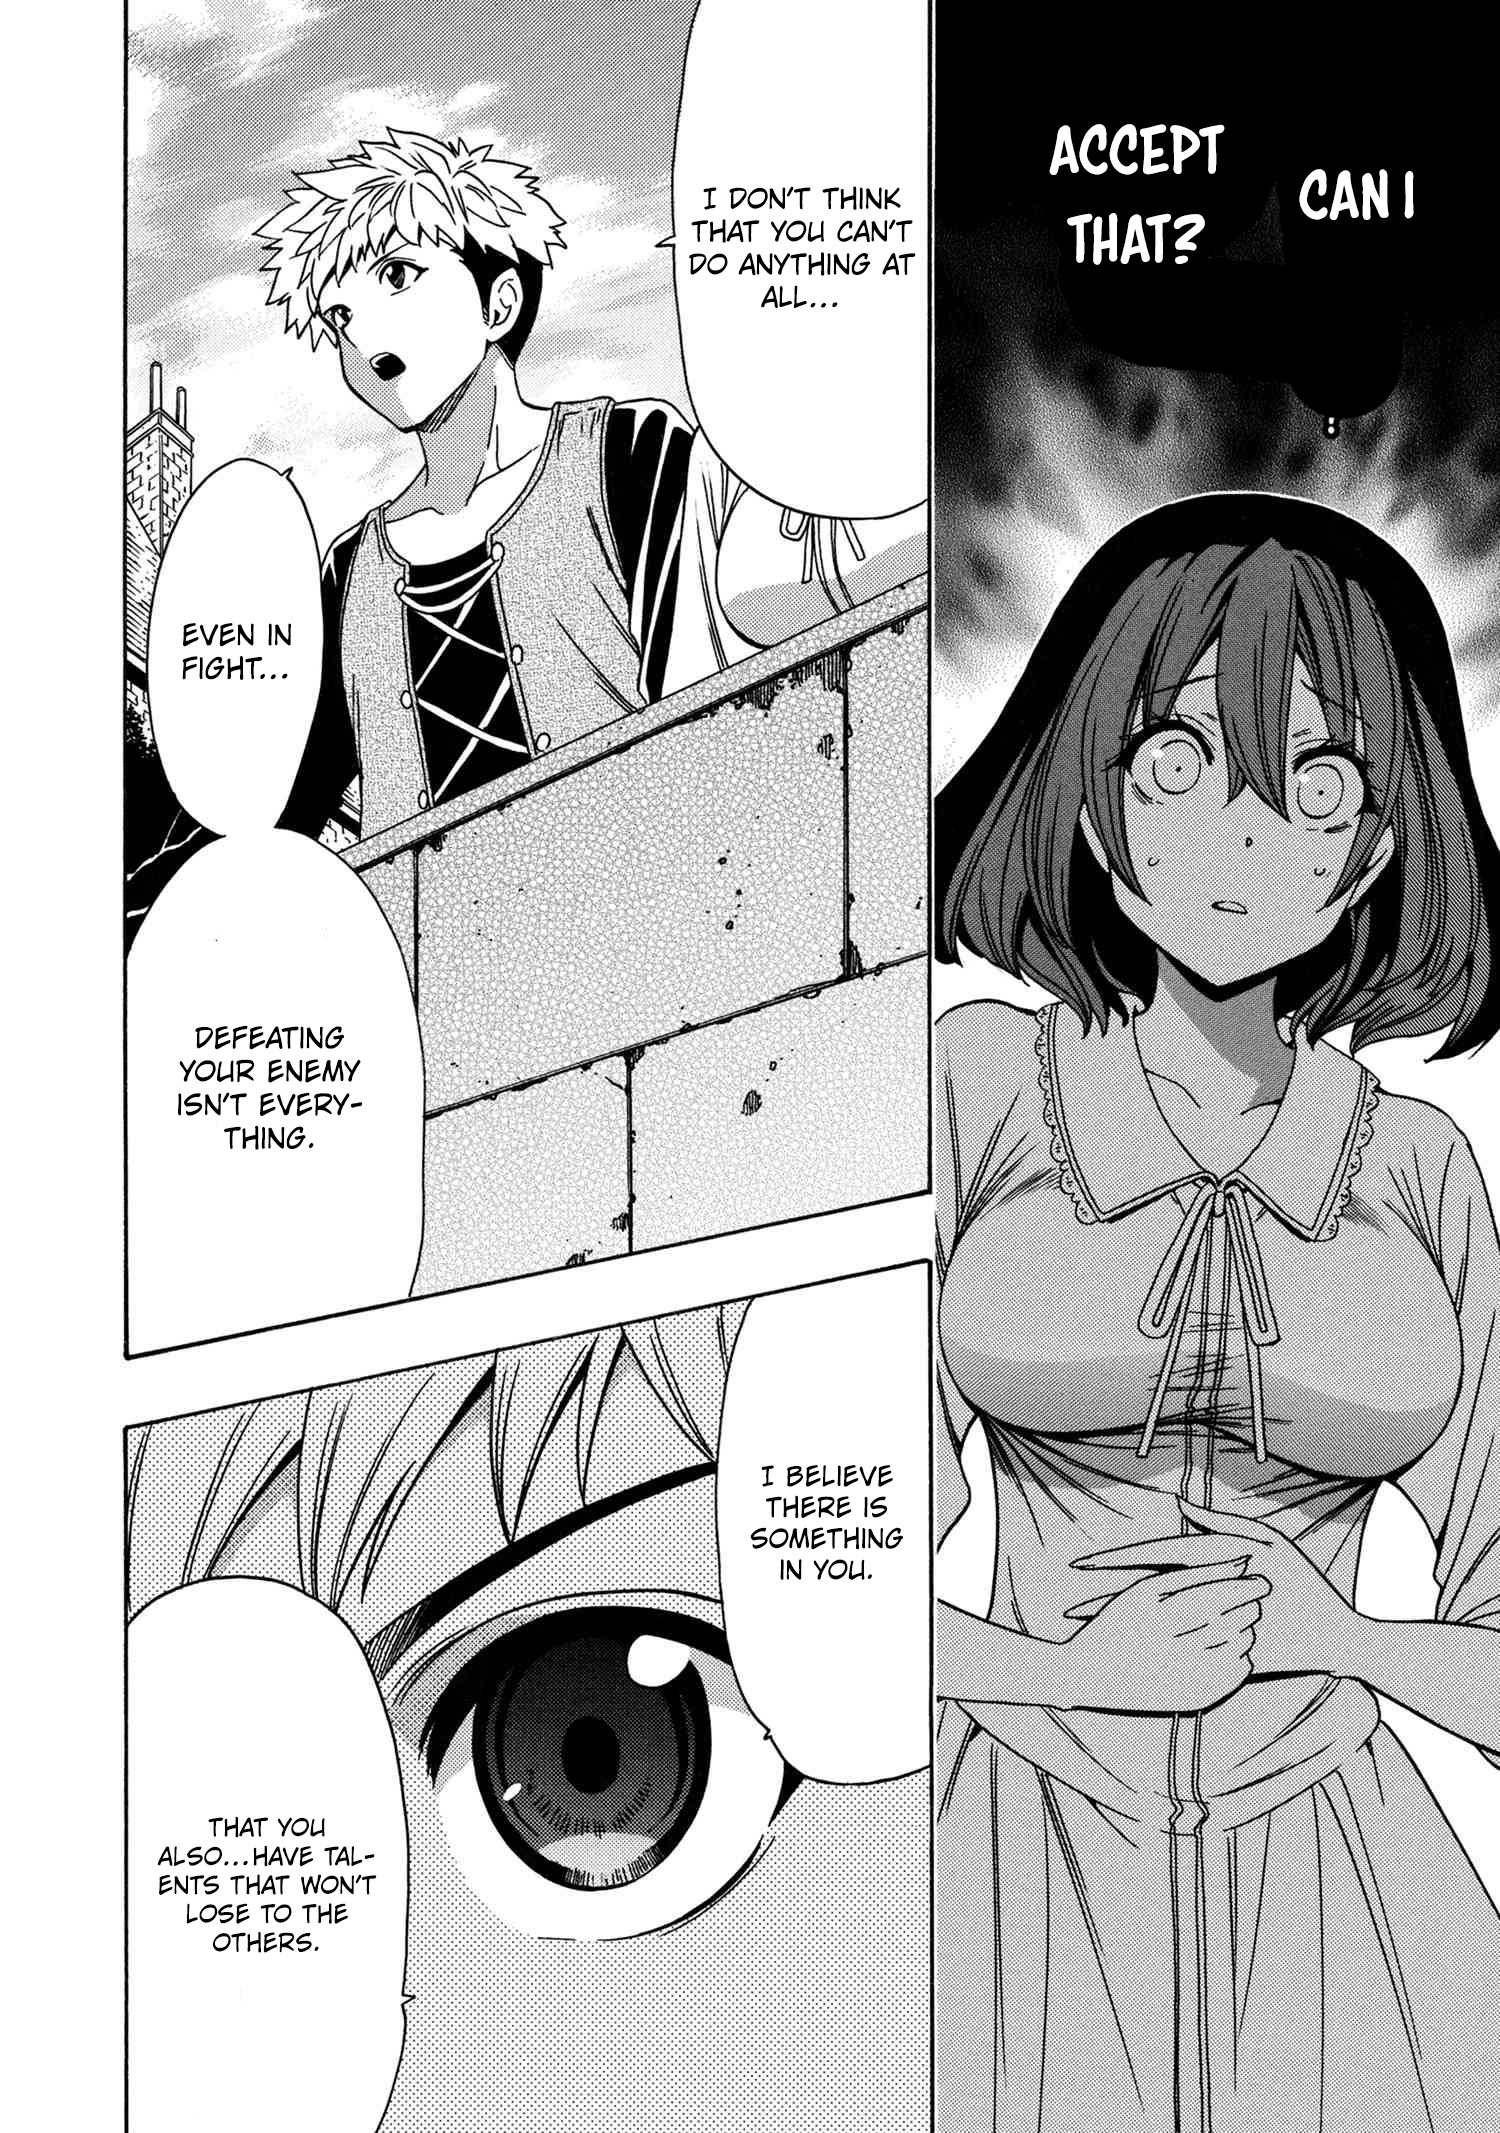 CAN I
ACCEPT
THAT?
I DON'T THINK
THAT YOU CAN'T
DO ANYTHING AT
ALL...
EVEN IN
FIGHT...
DEFEATING
YOUR ENEMY
ISN'T EVERY-
THING.
I BELIEVE
THERE IS
SOMETHING
IN YOU.
THAT YOU
ALSO...HAVE TAL-
ENTS THAT WON'T
LOSE TO THE
OTHERS.